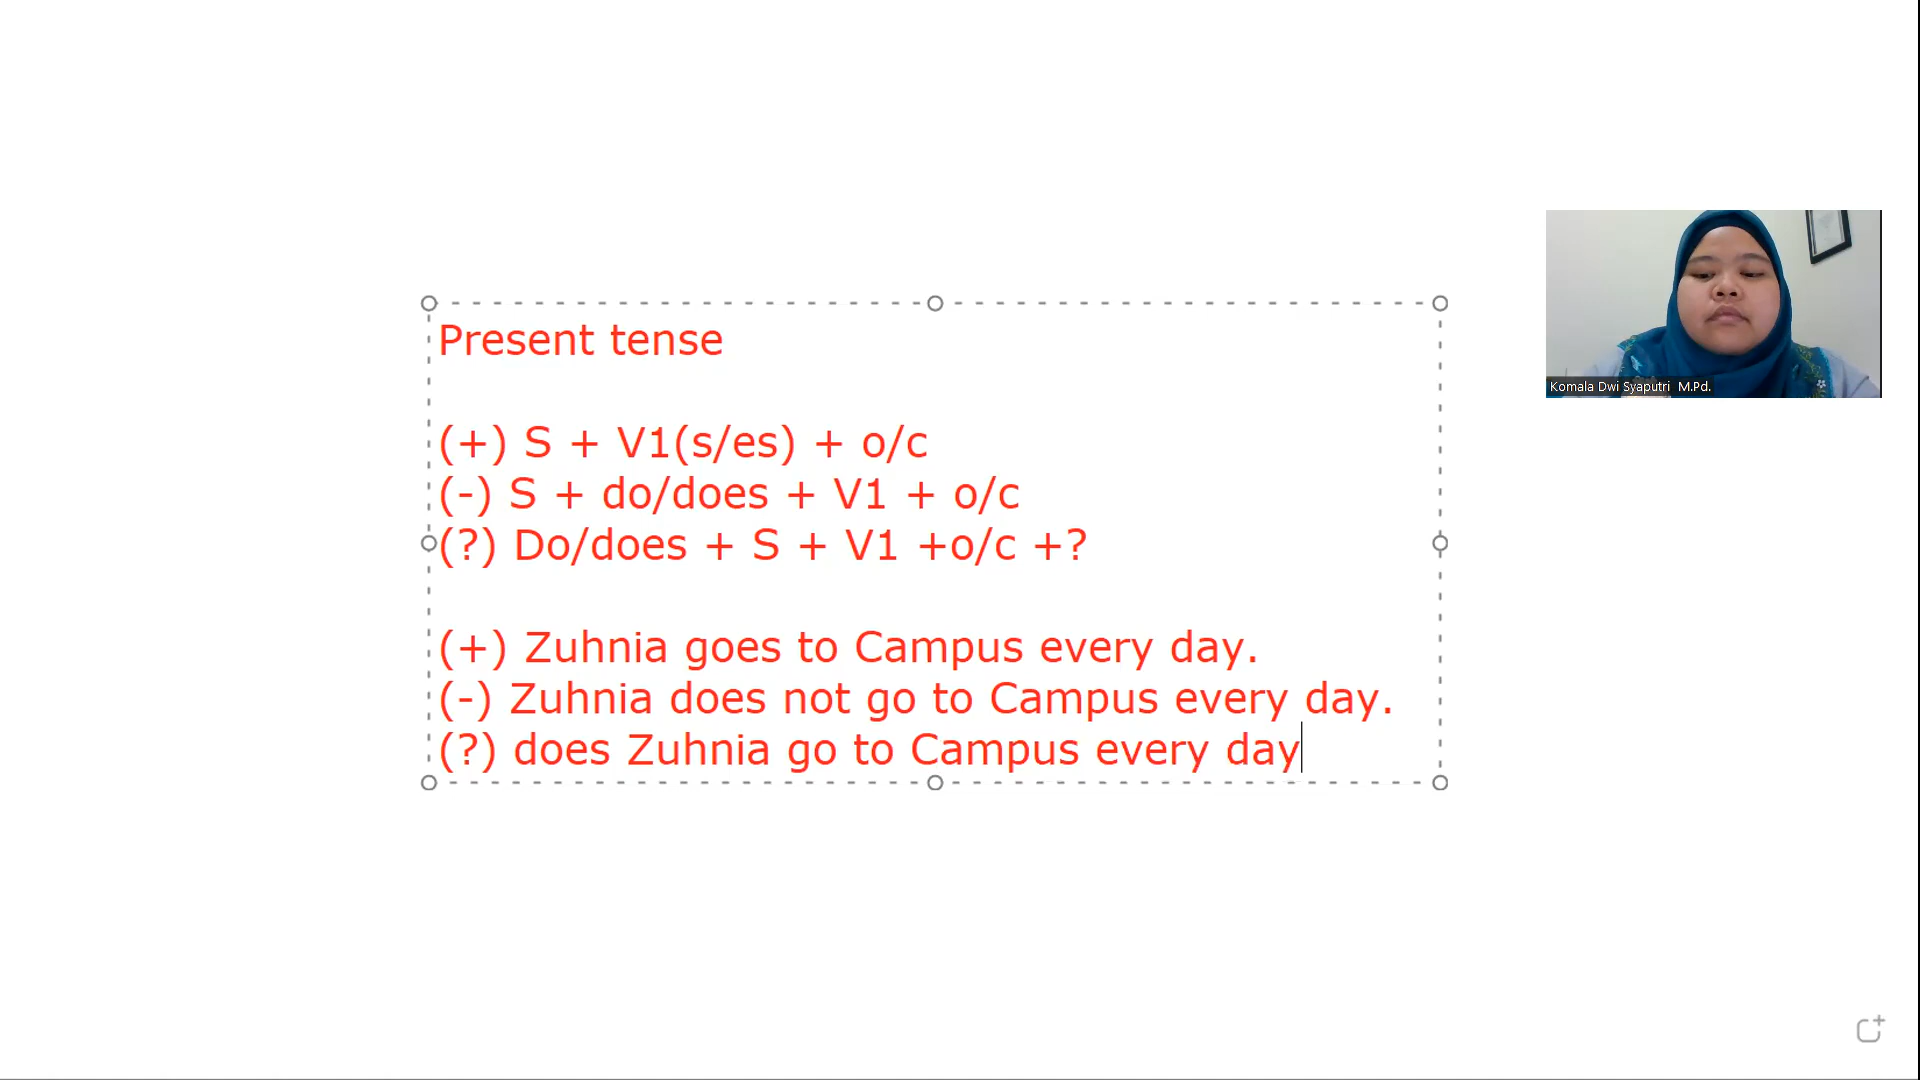 Present tense
(+) S + V1(s/es) + o/c
(-) S + do/does + V1 + o/c
(?) Do/does + S + V1 +o/c +?
(+) Zuhnia goes to Campus every day.
(-) Zuhnia does not go to Campus every day.
(?) does Zuhnia go to Campus every day
Komala Dwi Syaputri M.Pd.